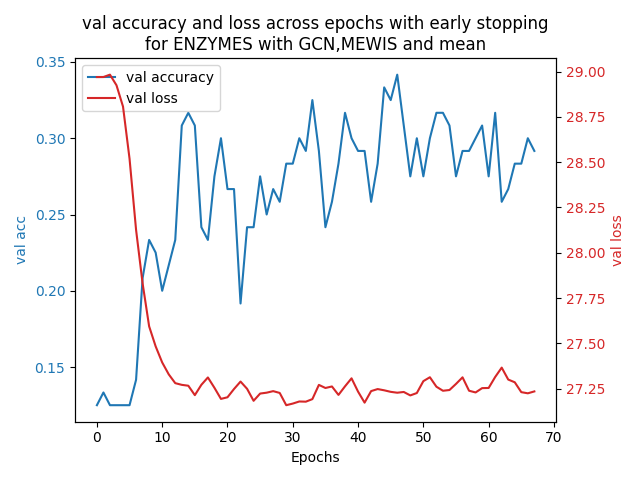 val accuracy and loss across epochs with early stopping
for ENZYMES with GCN,MEWIS and mean
val accuracy
val loss
0.35
0.30
0.25
0.20
0.15
val acc
29.00
28.75
28.50
28.25
28.00
27.75
27.50
27.25
val loss
0 10 20 30 40 50 60 70
Epochs